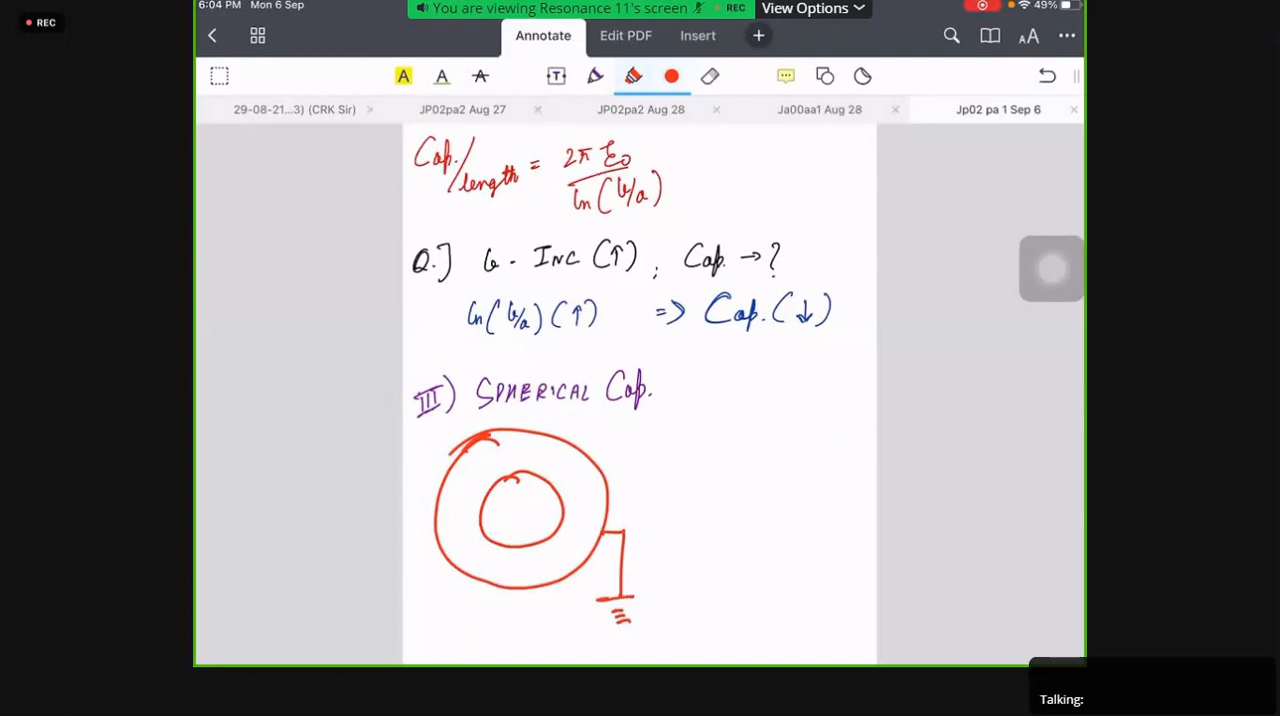 6:04 PM Mon 6 Sep
You are viewing Resonance 11's screen
REC
View Options
49%
REC
Annotate
Edit PDF
Insert
29-08-21...3) (CRK Sir)
JP02pa2 Aug 27
JP02pa2 Aug 28
Ja00aa1 Aug 28
Jp02 pa 1 Sep 6
Cap./length = 2π ε0 / ln(b/a)
Q.] b - INC (↑) ; Cap. → ?
ln(b/a) (↑) => Cap. (↓)
III) SPHERICAL Cap.
Talking: